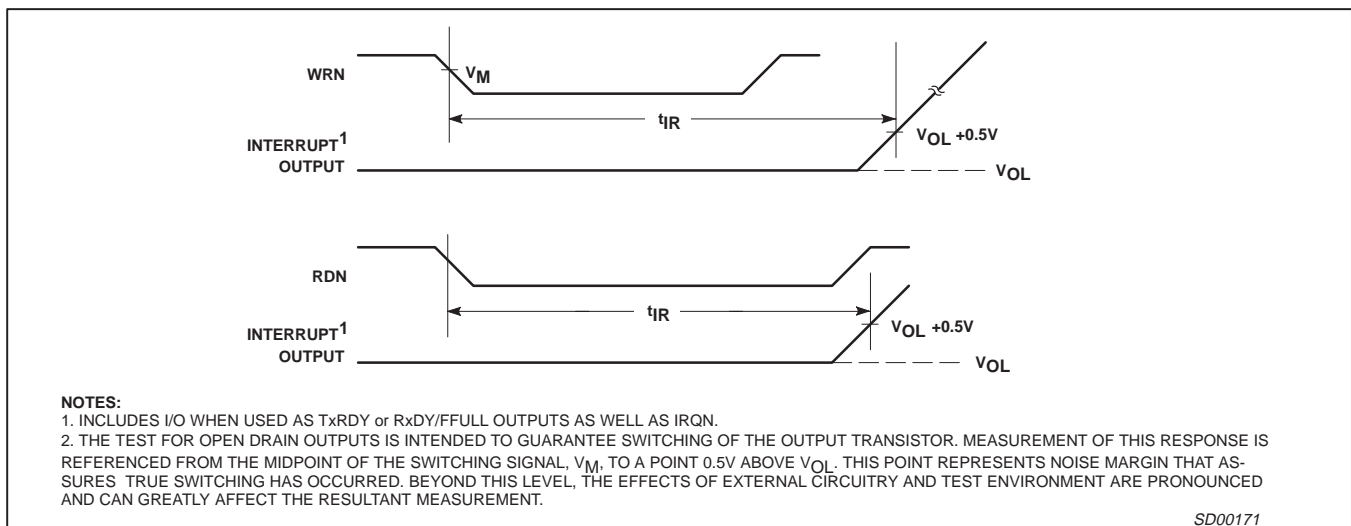 WRN
VM
tIR
VOL +0.5V
INTERRUPT1
OUTPUT
VOL
RDN
tIR
INTERRUPT1
OUTPUT
VOL +0.5V
VOL
NOTES:
1. INCLUDES I/O WHEN USED AS TxRDY or RxDY/FFULL OUTPUTS AS WELL AS IRQN.
2. THE TEST FOR OPEN DRAIN OUTPUTS IS INTENDED TO GUARANTEE SWITCHING OF THE OUTPUT TRANSISTOR. MEASUREMENT OF THIS RESPONSE IS
REFERENCED FROM THE MIDPOINT OF THE SWITCHING SIGNAL, VM, TO A POINT 0.5V ABOVE VOL. THIS POINT REPRESENTS NOISE MARGIN THAT AS-
SURES TRUE SWITCHING HAS OCCURRED. BEYOND THIS LEVEL, THE EFFECTS OF EXTERNAL CIRCUITRY AND TEST ENVIRONMENT ARE PRONOUNCED
AND CAN GREATLY AFFECT THE RESULTANT MEASUREMENT.
SD00171